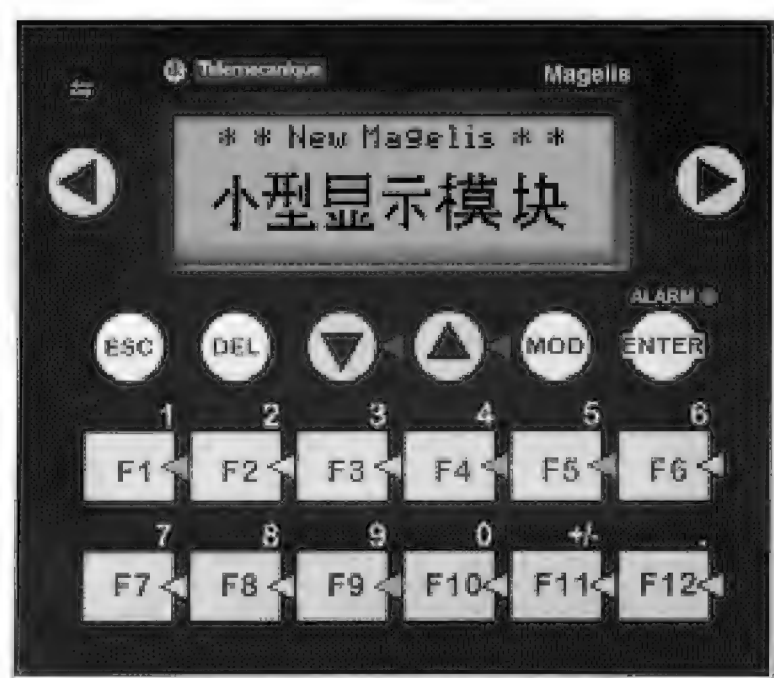 Telemecanique Magelis
* * New Magelis * *
小型显示模块
ALARM
ESC DEL MOD ENTER
1 2 3 4 5 6
F1 F2 F3 F4 F5 F6
7 8 9 0 +/- .
F7 F8 F9 F10 F11 F12